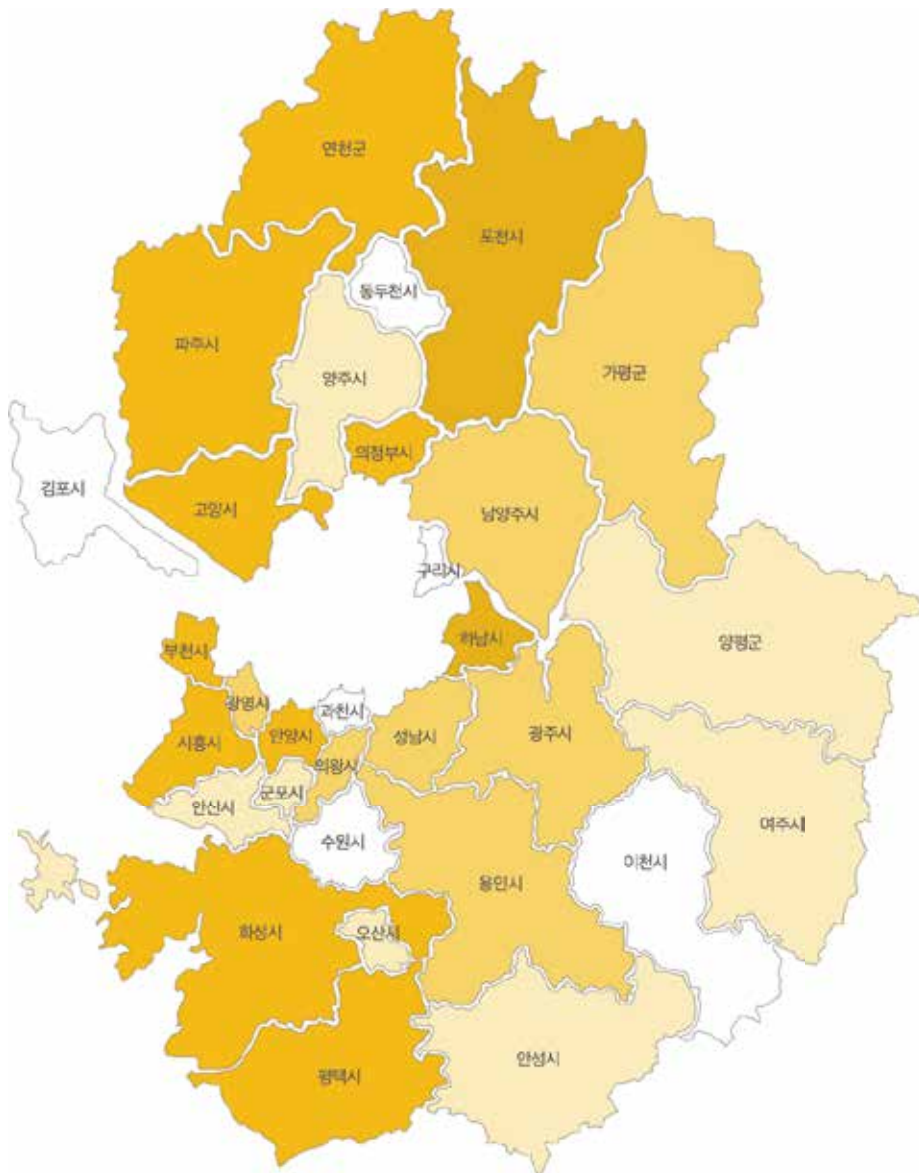 연천군
포천시
동두천시
파주시
양주시
가평군
의정부시
김포시
고양시
남양주시
구리시
하남시
양평군
부천시
광명시
과천시
시흥시
안양시
성남시
광주시
의왕시
안산시
군포시
수원시
이천시
여주시
용인시
화성시
오산시
안성시
평택시